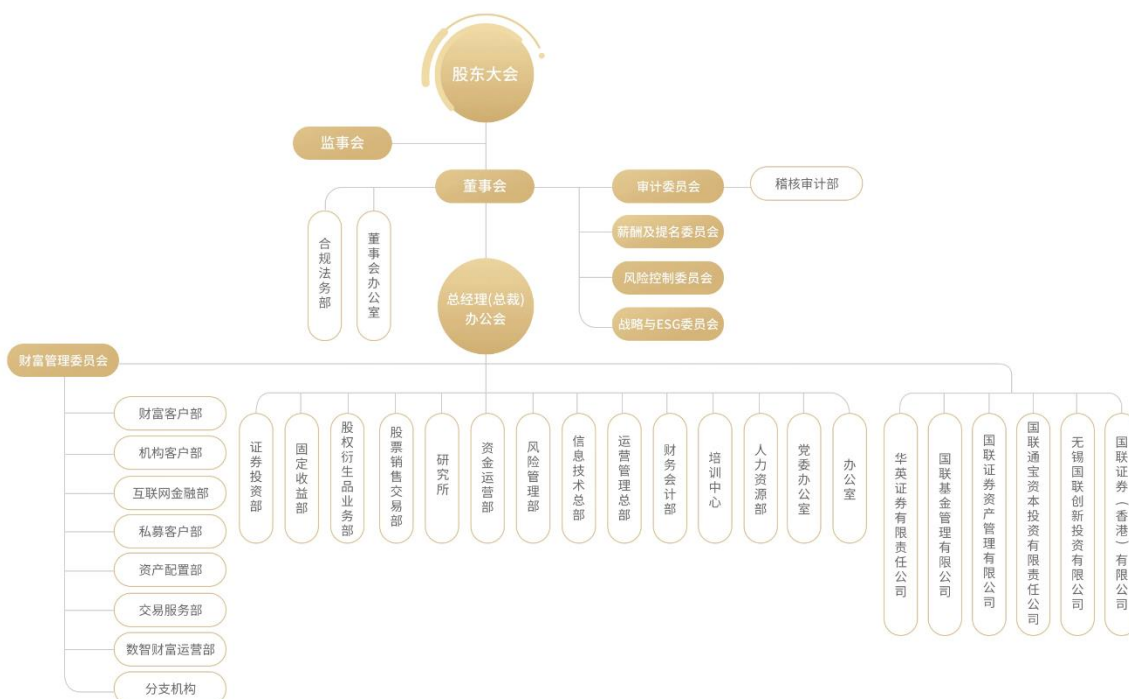 股东大会
监事会
董事会
审计委员会
稽核审计部
薪酬及提名委员会
风险控制委员会
战略与ESG委员会
合规法务部
董事会办公室
总经理(总裁)
办公会
财富管理委员会
财富客户部
机构客户部
互联网金融部
私募客户部
资产配置部
交易服务部
数智财富运营部
分支机构
证券投资部
固定收益部
股权衍生品业务部
股票销售交易部
研究所
资金运营部
风险管理部
信息技术总部
运营管理总部
财务会计部
培训中心
人力资源部
党委办公室
办公室
华英证券有限责任公司
国联基金管理有限公司
国联证券资产管理有限公司
国联通宝资本投资有限责任公司
无锡国联创新投资有限公司
国联证券（香港）有限公司